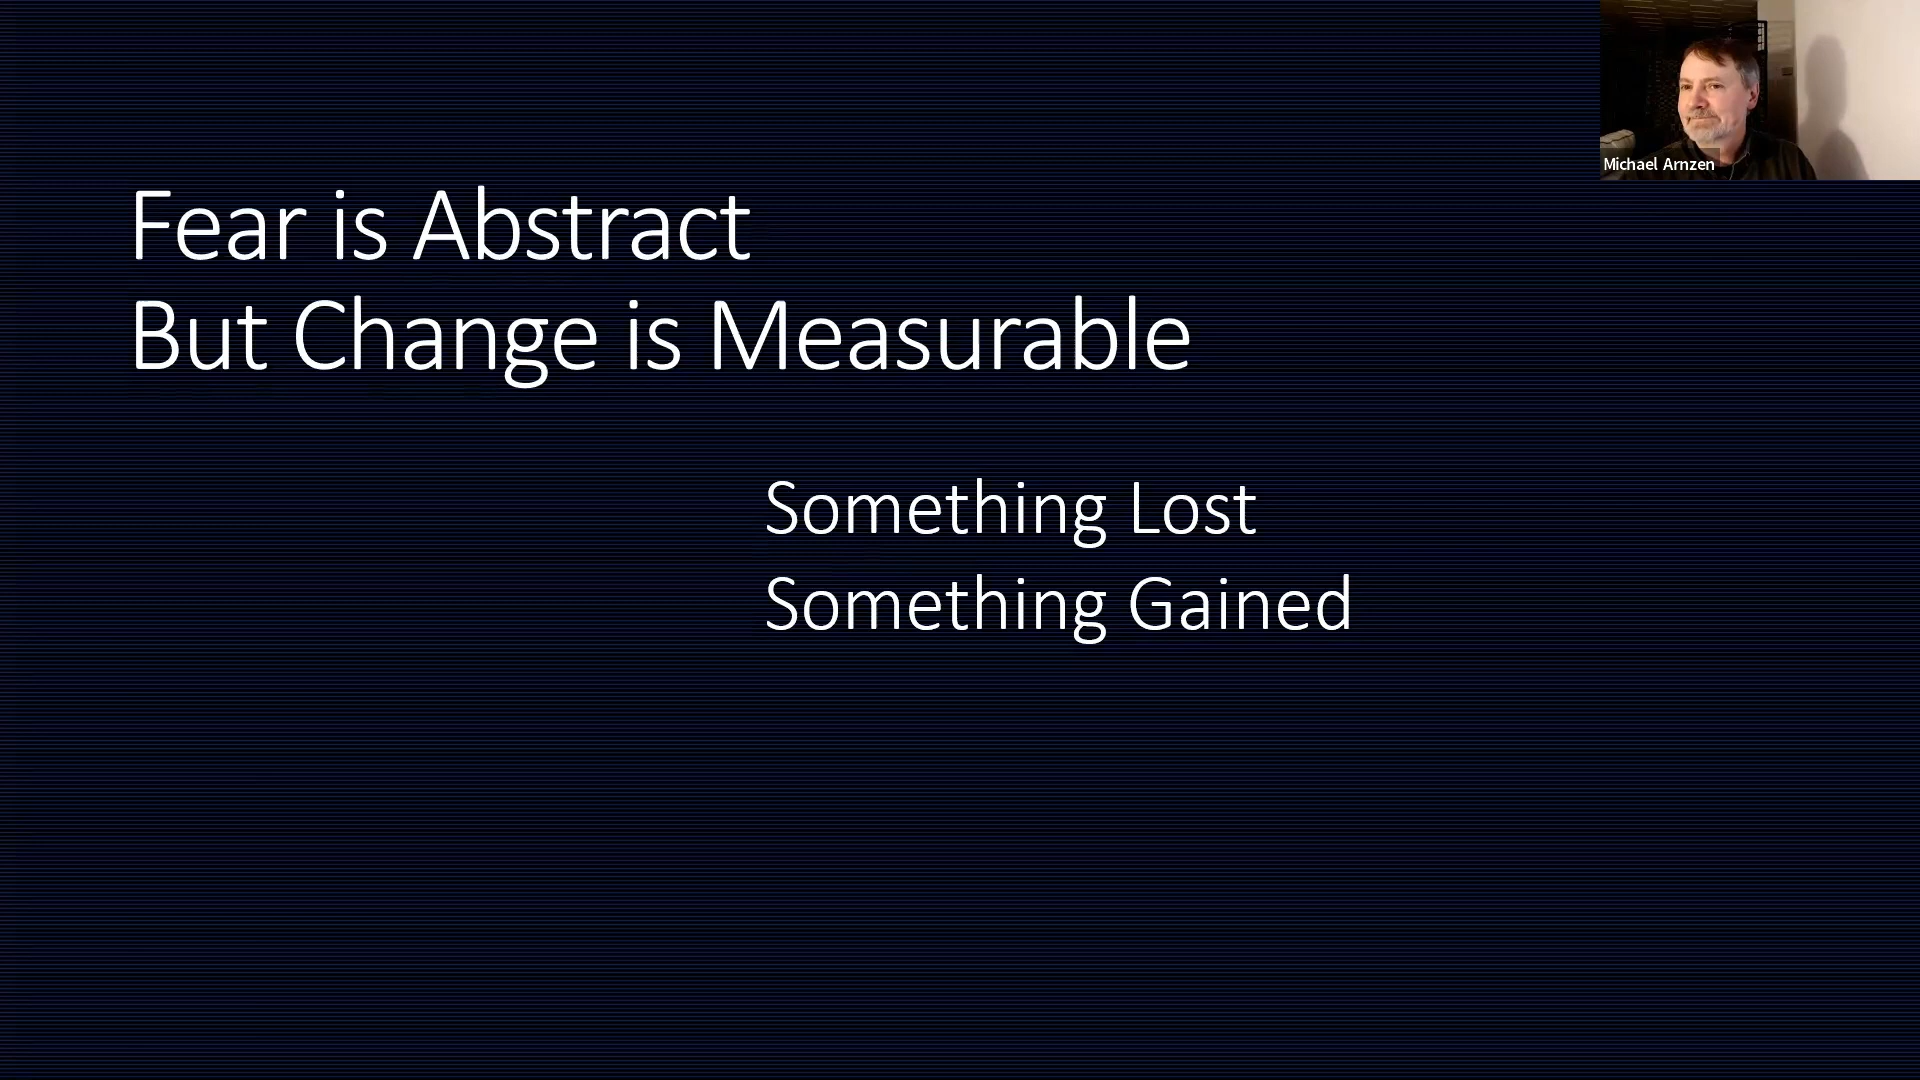 Fear is Abstract
But Change is Measurable
Something Lost
Something Gained
Michael Arnzen